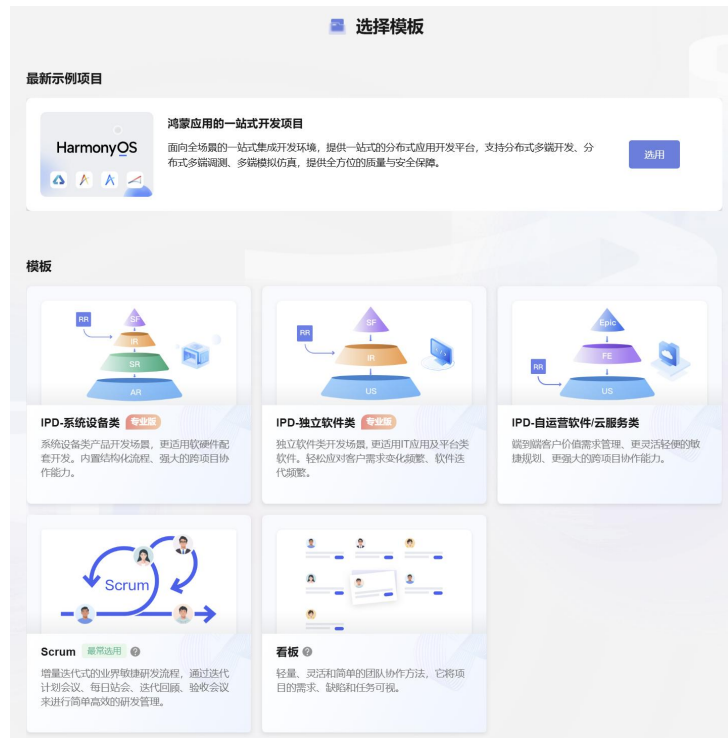 选择模板
最新示例项目
HarmonyOS
鸿蒙应用的一站式开发项目
面向全场景的一站式集成开发环境，提供一站式的分布式应用开发平台，支持分布式多端开发、分
布式多端调测、多端模拟仿真，提供全方位的质量与安全保障。
选用
模板
RR
SF
IR
SR
AR
IPD-系统设备类 专业版
系统设备类产品开发场景，更适用软硬件配
套开发。内置结构化流程、强大的跨项目协
作能力。
RR
SF
IR
US
IPD-独立软件类 专业版
独立软件类开发场景, 更适用IT应用及平台类
软件。轻松应对客户需求变化频繁、软件迭
代频繁。
Epic
FE
RR
US
IPD-自运营软件/云服务类
端到端客户价值需求管理、更灵活轻便的敏
捷规划、更强大的跨项目协作能力。
Scrum
Scrum 最常选用 ?
增量迭代式的业界敏捷研发流程，通过迭代
计划会议、每日站会、迭代回顾、验收会议
来进行简单高效的研发管理。
看板 ?
轻量、灵活和简单的团队协作方法，它将项
目的需求、缺陷和任务可视。